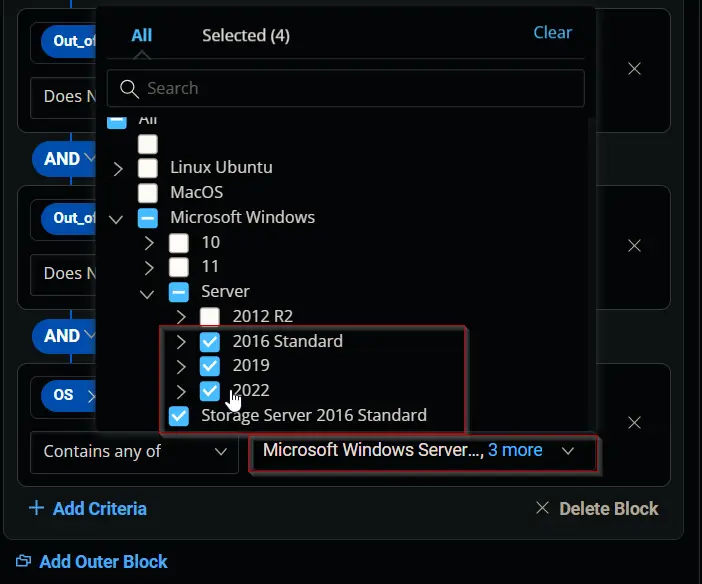 All
Selected (4)
Clear
Search
All
Linux Ubuntu
MacOS
Microsoft Windows
10
11
Server
2012 R2
2016 Standard
2019
2022
Storage Server 2016 Standard
Out_of
Does N
AND
Out_of
Does N
AND
OS
Contains any of
Microsoft Windows Server..., 3 more
Add Criteria
Delete Block
Add Outer Block